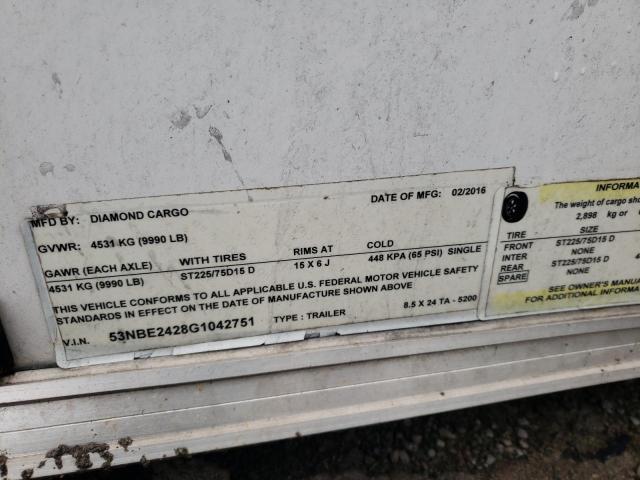 MFD BY: DIAMOND CARGO DATE OF MFG: 02/2016
GVWR: 4531 KG (9990 LB)
GAWR (EACH AXLE) WITH TIRES RIMS AT COLD
4531 KG (9990 LB) ST225/75D15 D 15 X 6 J 448 KPA (65 PSI) SINGLE
THIS VEHICLE CONFORMS TO ALL APPLICABLE U.S. FEDERAL MOTOR VEHICLE SAFETY
STANDARDS IN EFFECT ON THE DATE OF MANUFACTURE SHOWN ABOVE
V.I.N. 53NBE2428G1042751 TYPE: TRAILER 8.5 X 24 TA - 5200
INFORMA
The weight of cargo sho
2,898 kg or
TIRE SIZE
FRONT ST225/75D15 D
INTER NONE
REAR ST225/75D15 D
SPARE NONE
SEE OWNER'S MANUA
FOR ADDITIONAL INFORMA